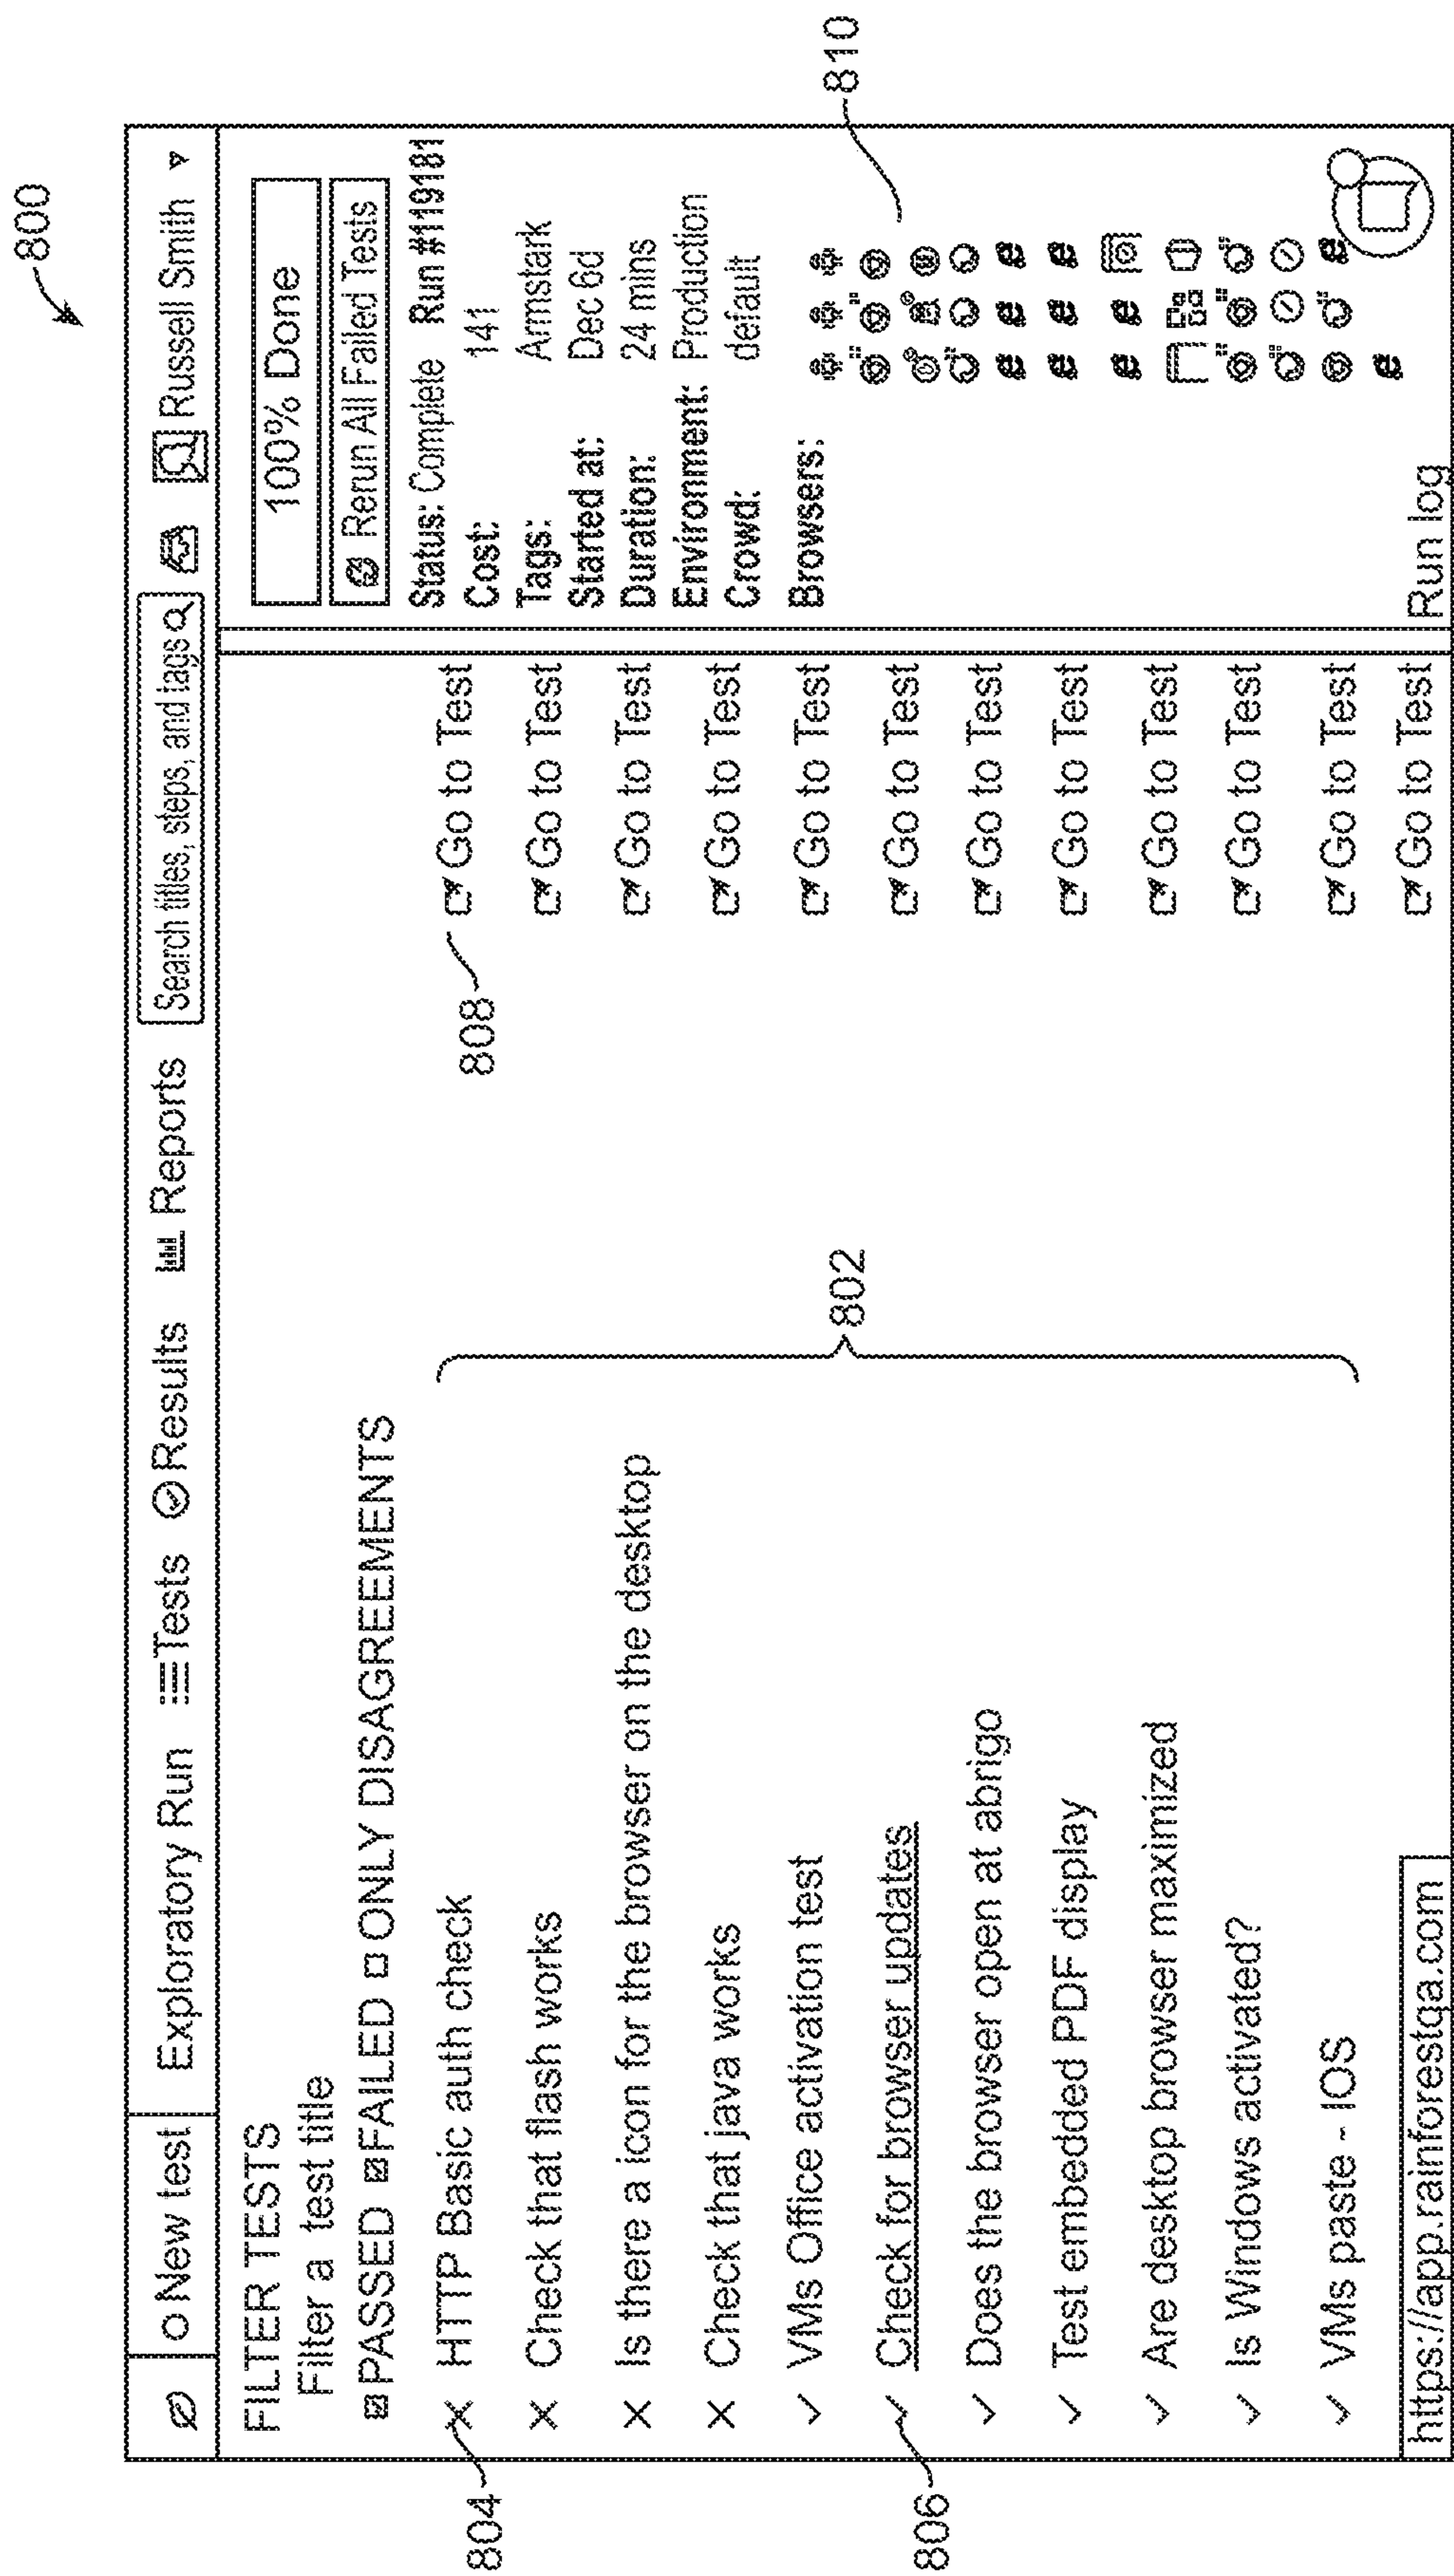 800
New test Exploratory Run Tests Results Reports Search titles, steps, and tags Russell Smith
FILTER TESTS
Filter a test title
PASSED FAILED ONLY DISAGREEMENTS
804
HTTP Basic auth check
808
Go to Test
Check that flash works Go to Test
Is there a icon for the browser on the desktop Go to Test
Check that java works Go to Test
VMs Office activation test Go to Test
802
806
Check for browser updates Go to Test
Does the browser open at abrigo Go to Test
Test embedded PDF display Go to Test
Are desktop browser maximized Go to Test
Is Windows activated? Go to Test
VMs paste - IOS Go to Test
Go to Test
https://app.rainforestqa.com
100% Done
Rerun All Failed Tests
Status: Complete Run #119181
Cost: 141
Tags: Armstark
Started at: Dec 6d
Duration: 24 mins
Environment: Production
Crowd: default
Browsers:
810
Run log